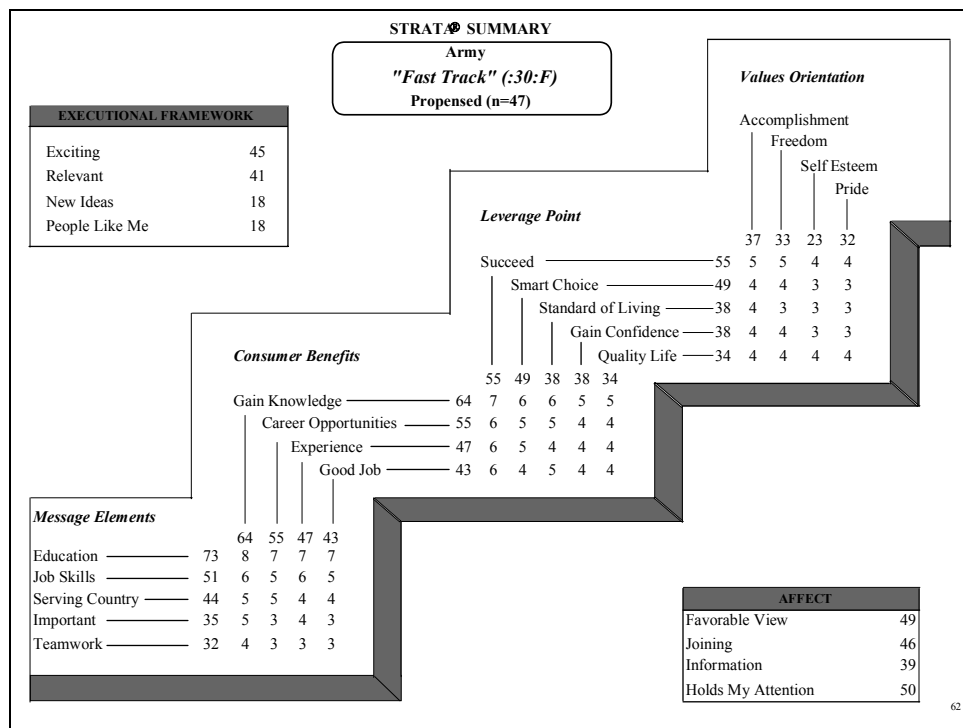 STRATA® SUMMARY
Army
"Fast Track" (:30:F)
Propensed (n=47)
EXECUTIONAL FRAMEWORK
Exciting 45
Relevant 41
New Ideas 18
People Like Me 18
Values Orientation
Accomplishment
Freedom
Self Esteem
Pride
37 33 23 32
Leverage Point
Succeed 55 5 5 4 4
Smart Choice 49 4 4 3 3
Standard of Living 38 4 3 3 3
Gain Confidence 38 4 4 3 3
Quality Life 34 4 4 4 4
Consumer Benefits
55 49 38 38 34
Gain Knowledge 64 7 6 6 5 5
Career Opportunities 55 6 5 5 4 4
Experience 47 6 5 4 4 4
Good Job 43 6 4 5 4 4
Message Elements
64 55 47 43
Education 73 8 7 7 7
Job Skills 51 6 5 6 5
Serving Country 44 5 5 4 4
Important 35 5 3 4 3
Teamwork 32 4 3 3 3
AFFECT
Favorable View 49
Joining 46
Information 39
Holds My Attention 50
62